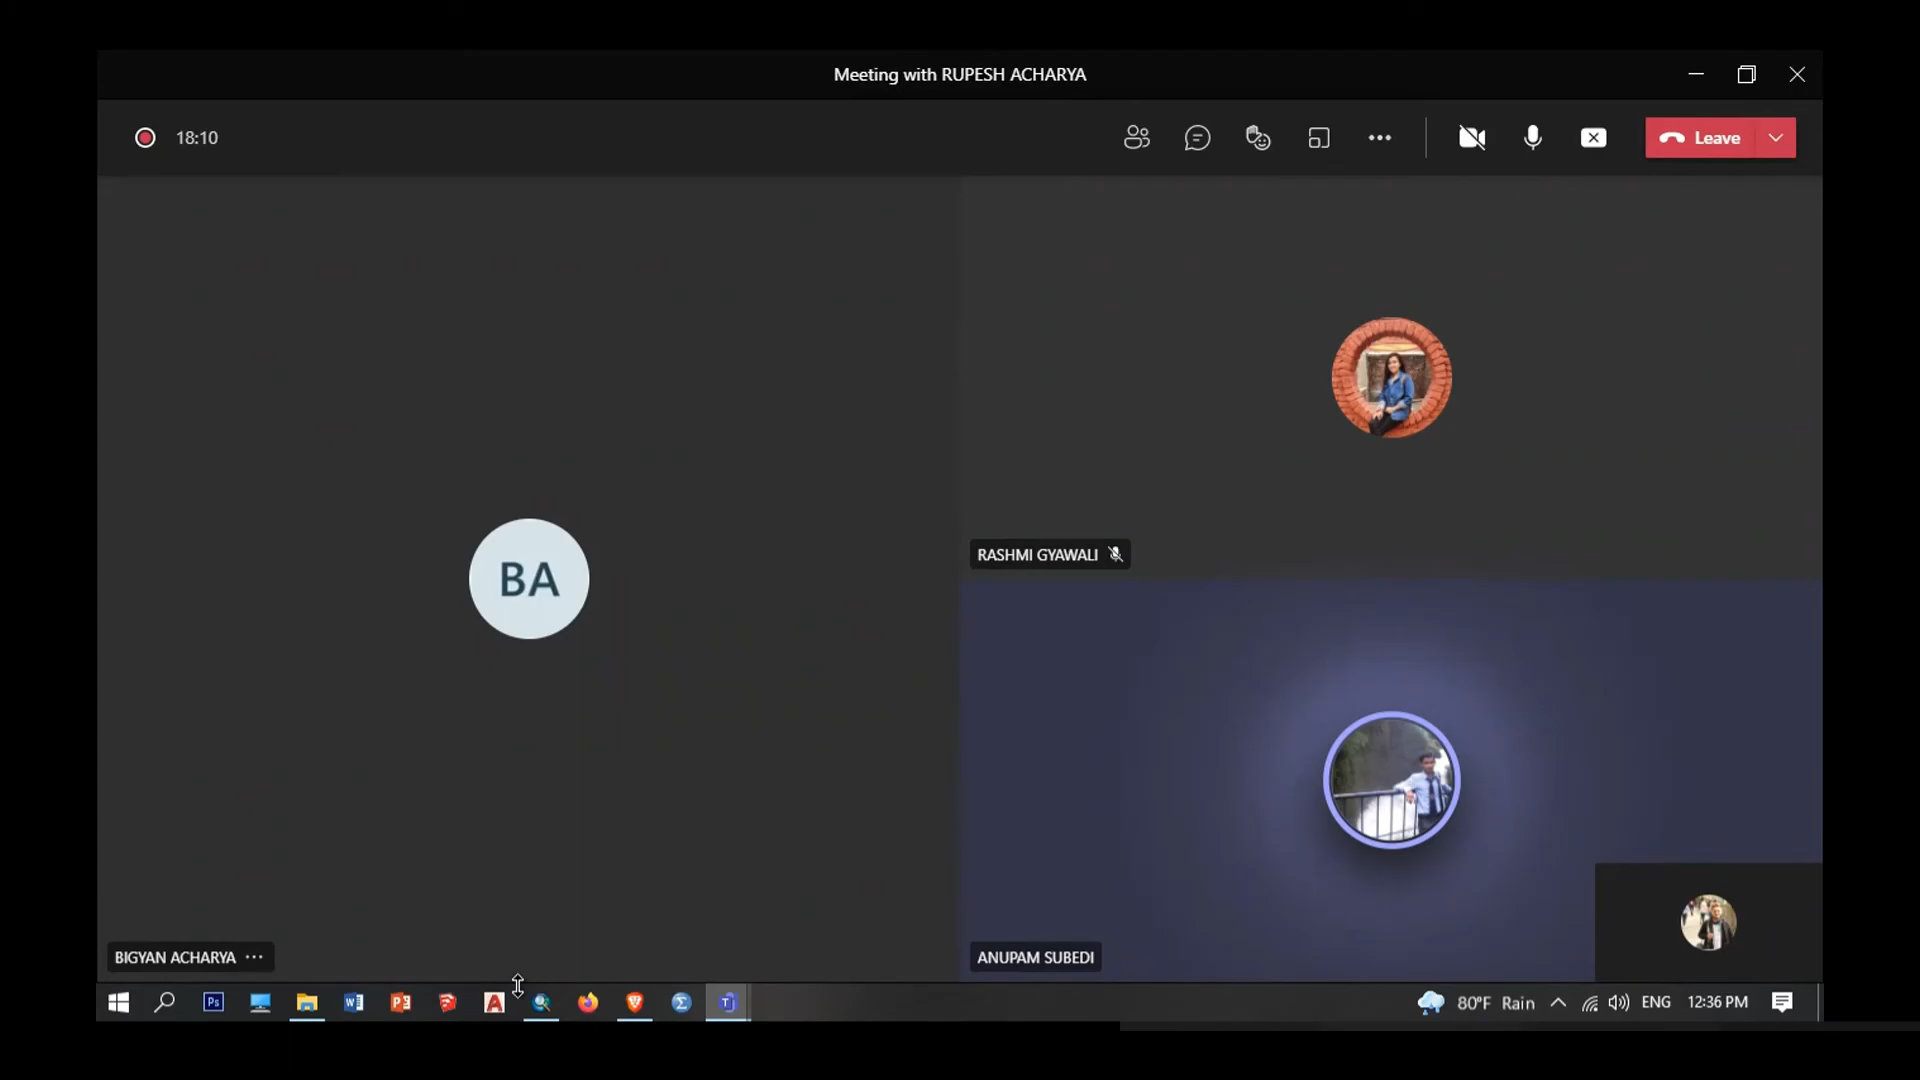 Meeting with RUPESH ACHARYA
18:10
Leave
BA
RASHMI GYAWALI
BIGYAN ACHARYA ...
ANUPAM SUBEDI
Ps
W
P
A
Σ
T
80°F Rain
ENG
12:36 PM